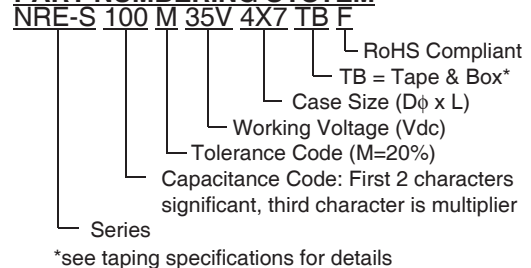 PART NUMBERING SYSTEM
NRE-S 100 M 35V 4X7 TB F
RoHS Compliant
TB = Tape & Box*
Case Size (Dϕ x L)
Working Voltage (Vdc)
Tolerance Code (M=20%)
Capacitance Code: First 2 characters
significant, third character is multiplier
Series
*see taping specifications for details